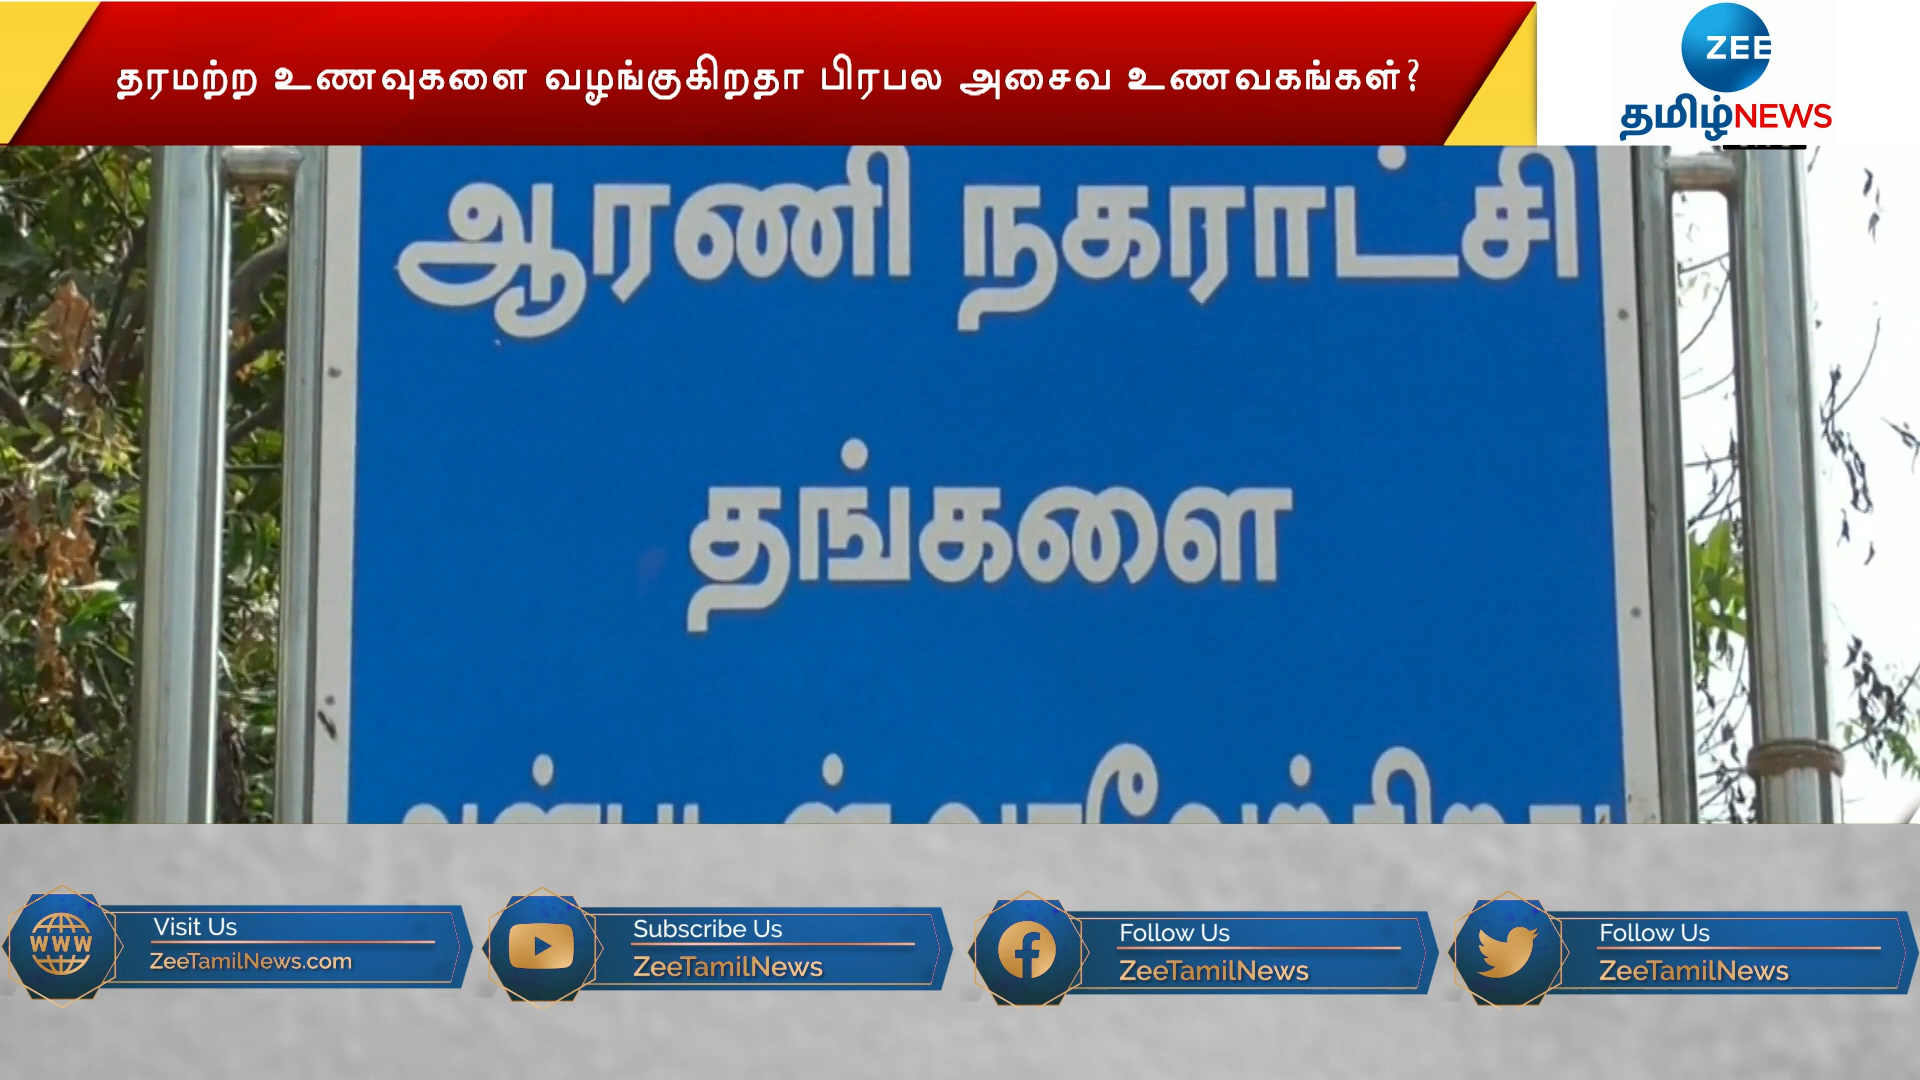 தரமற்ற உணவுகளை வழங்குகிறதா பிரபல அசைவ உணவகங்கள்?
ZEE
தமிழ்NEWS
ஆரணி நகராட்சி
தங்களை
WWW
Visit Us
ZeeTamilNews.com
Subscribe Us
ZeeTamilNews
Follow Us
ZeeTamilNews
Follow Us
ZeeTamilNews